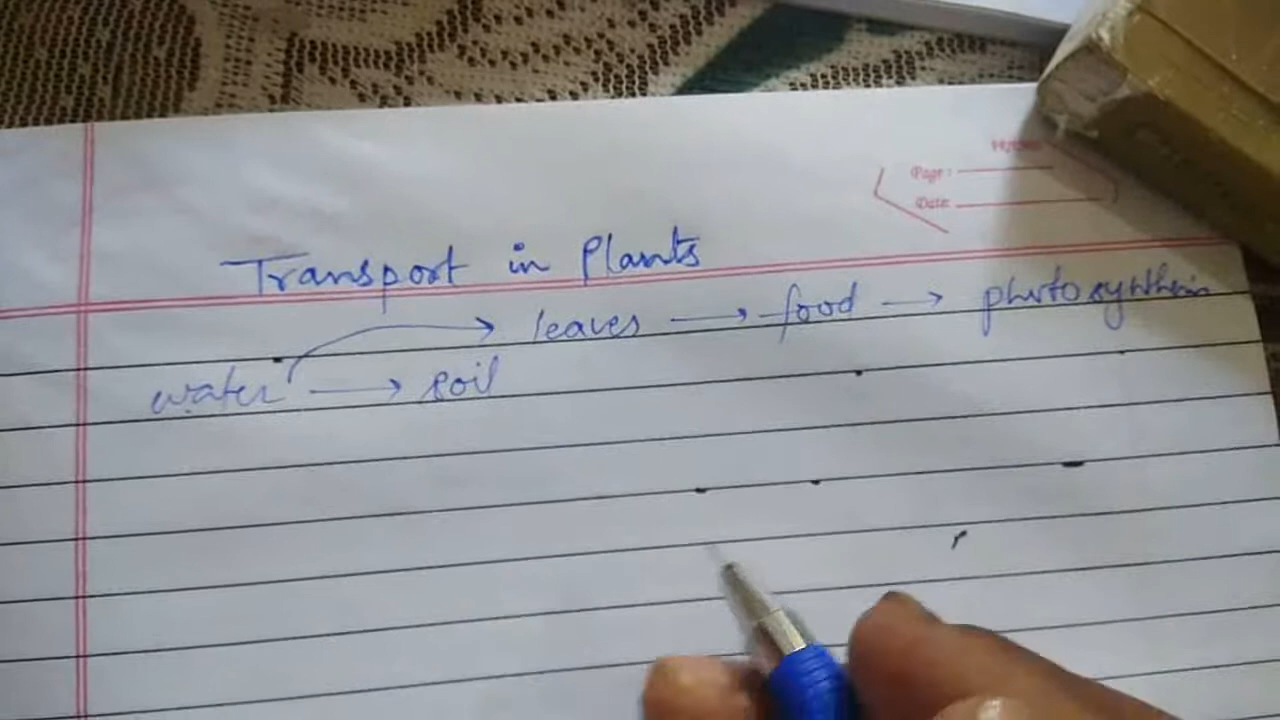 Page :
Date:
Transport in Plants
leaves → food → photosynthesis
water → soil